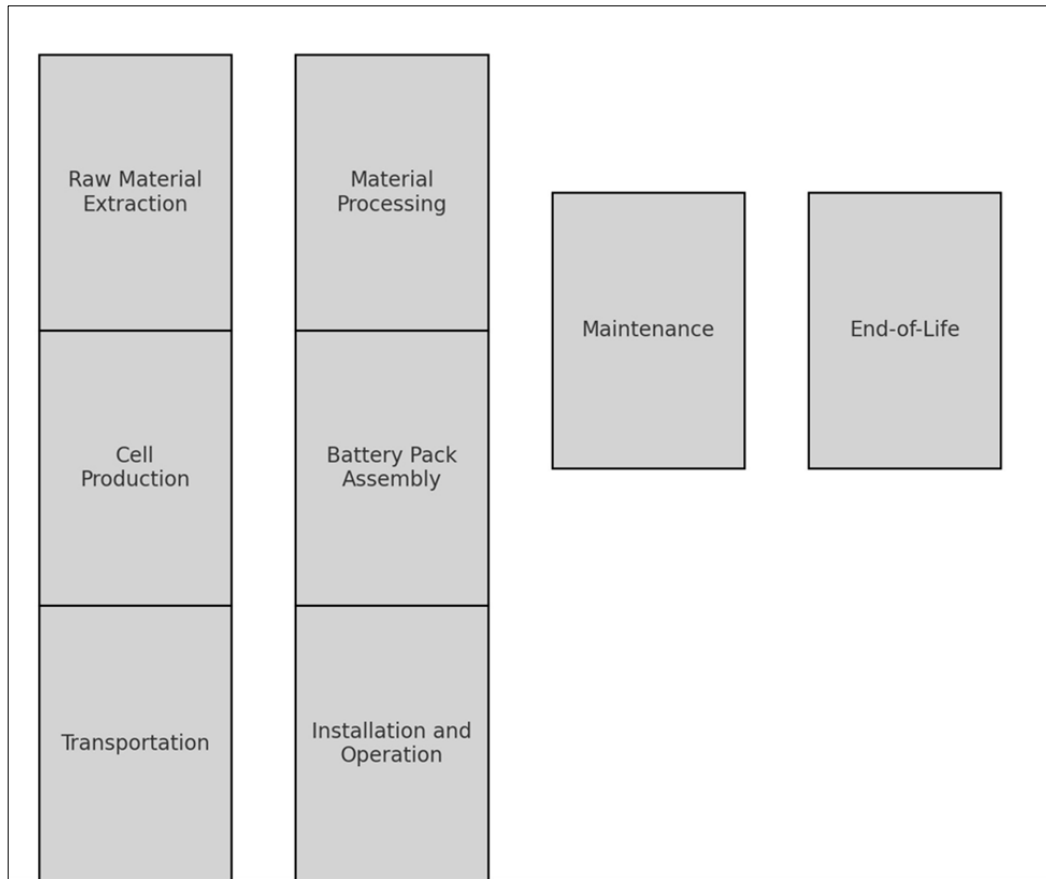 Raw Material
Extraction
Material
Processing
Maintenance
End-of-Life
Cell
Production
Battery Pack
Assembly
Transportation
Installation and
Operation